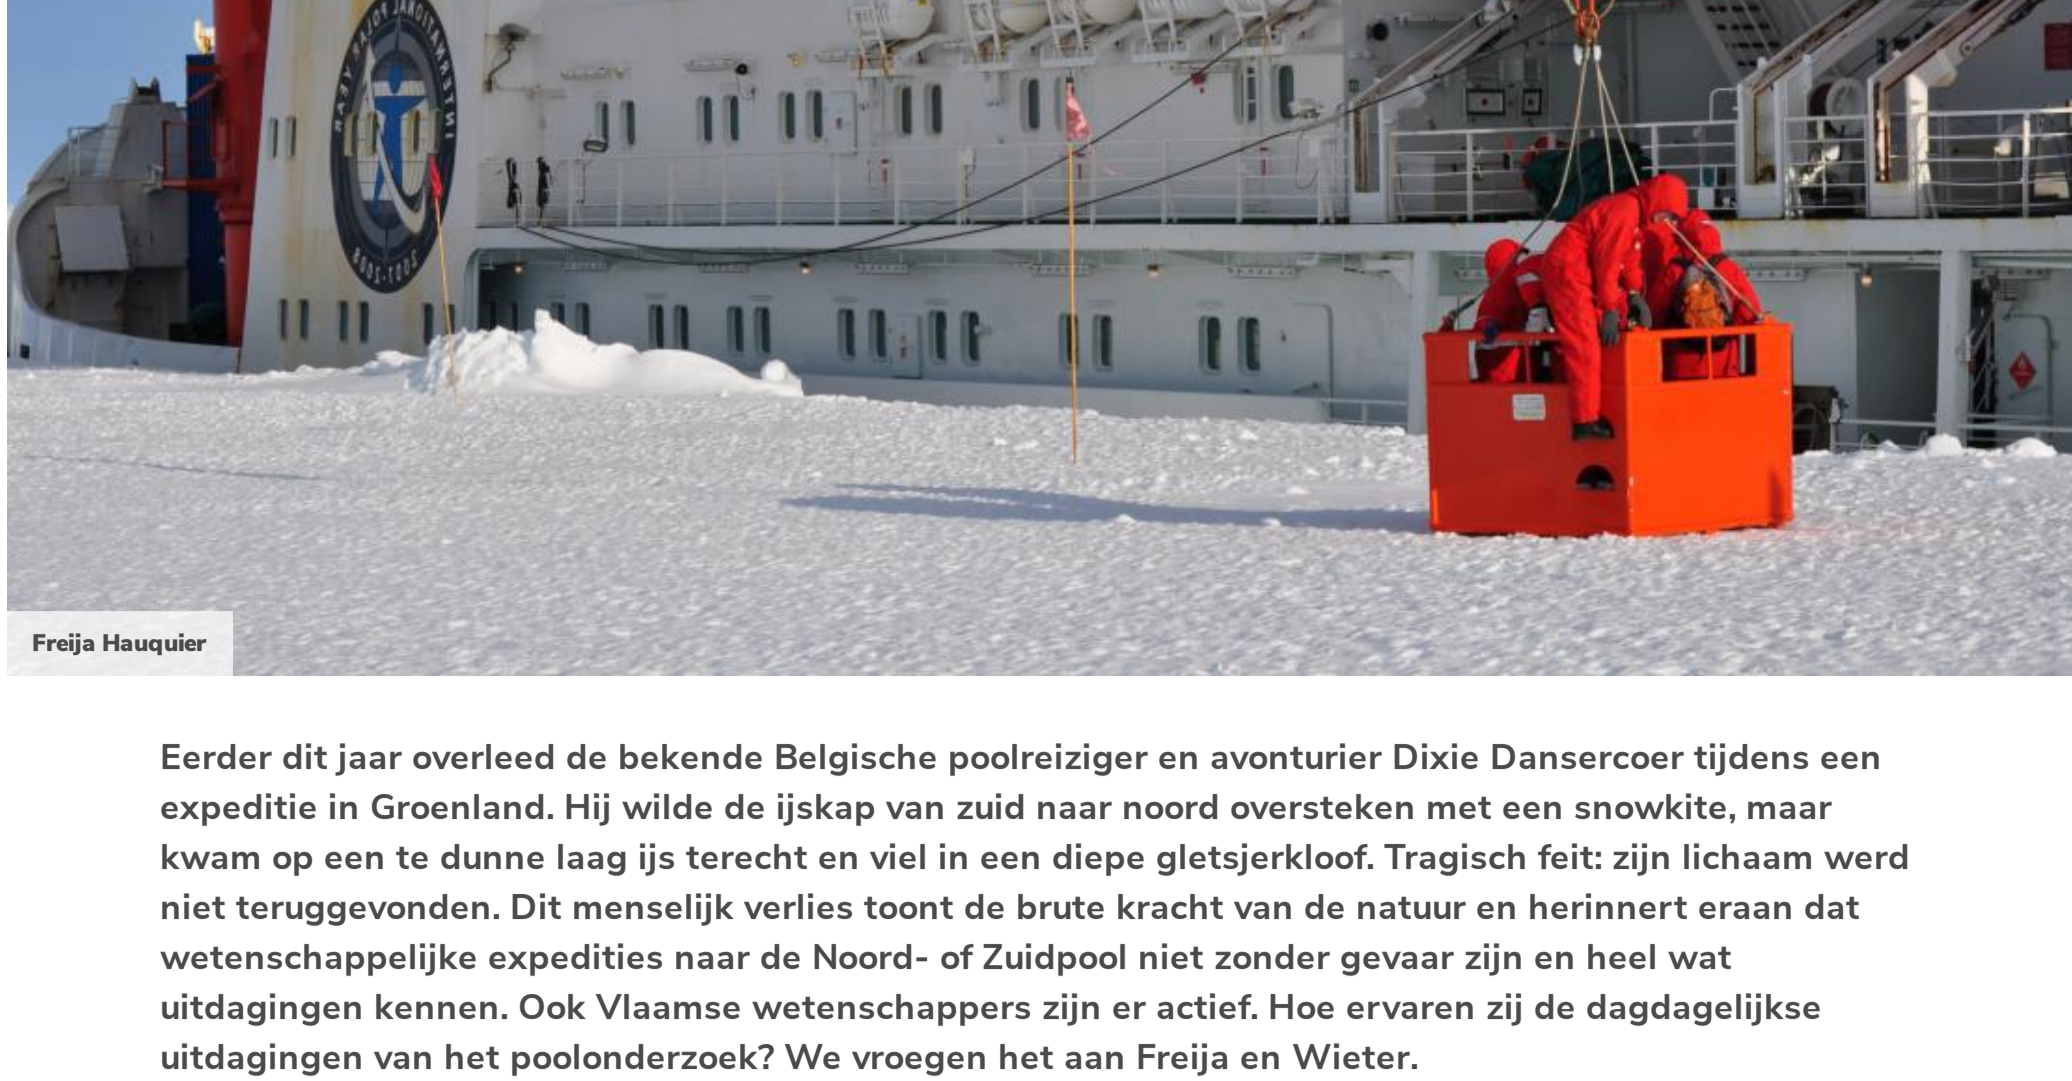 INTERNATIONAL POLAR YEAR
2007-2008
Freija Hauquier
Eerder dit jaar overleed de bekende Belgische poolreiziger en avonturier Dixie Dansercoer tijdens een
expeditie in Groenland. Hij wilde de ijskap van zuid naar noord oversteken met een snowkite, maar
kwam op een te dunne laag ijs terecht en viel in een diepe gletsjerkloof. Tragisch feit: zijn lichaam werd
niet teruggevonden. Dit menselijk verlies toont de brute kracht van de natuur en herinnert eraan dat
wetenschappelijke expedities naar de Noord- of Zuidpool niet zonder gevaar zijn en heel wat
uitdagingen kennen. Ook Vlaamse wetenschappers zijn er actief. Hoe ervaren zij de dagdagelijkse
uitdagingen van het poolonderzoek? We vroegen het aan Freija en Wieter.